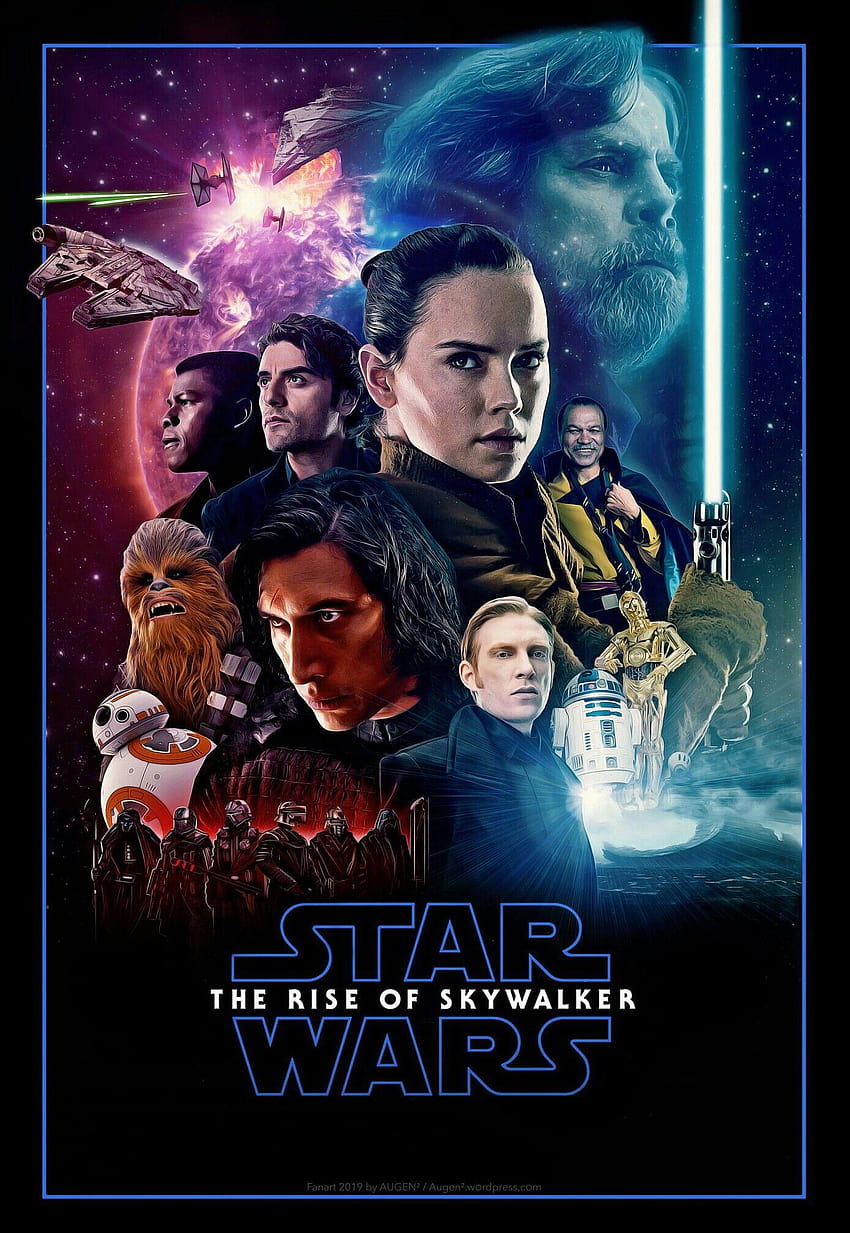 STAR
THE RISE OF SKYWALKER
WARS
Fanart 2019 by AUGEN² / Augen².wordpress.com